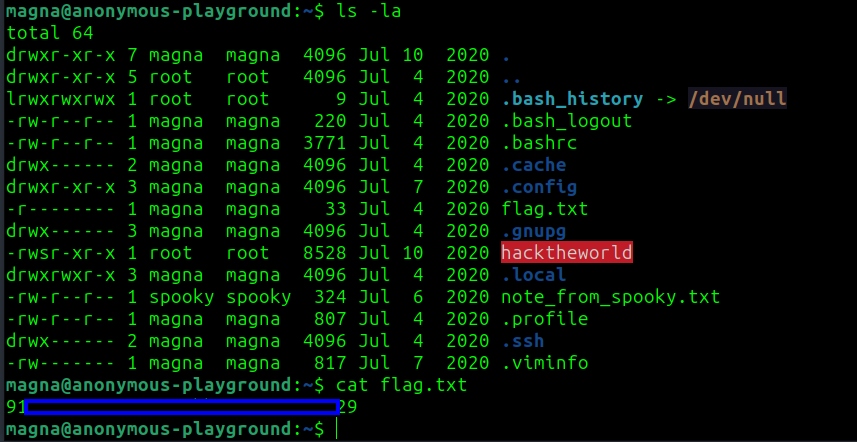 magna@anonymous-playground:~$ ls -la
total 64
drwxr-xr-x 7 magna  magna  4096 Jul 10  2020 .
drwxr-xr-x 5 root   root   4096 Jul  4  2020 ..
lrwxrwxrwx 1 root   root      9 Jul  4  2020 .bash_history -> /dev/null
-rw-r--r-- 1 magna  magna   220 Jul  4  2020 .bash_logout
-rw-r--r-- 1 magna  magna  3771 Jul  4  2020 .bashrc
drwx------ 2 magna  magna  4096 Jul  4  2020 .cache
drwxr-xr-x 3 magna  magna  4096 Jul  7  2020 .config
-r-------- 1 magna  magna    33 Jul  4  2020 flag.txt
drwx------ 3 magna  magna  4096 Jul  4  2020 .gnupg
-rwsr-xr-x 1 root   root   8528 Jul 10  2020 hacktheworld
drwxrwxr-x 3 magna  magna  4096 Jul  4  2020 .local
-rw-r--r-- 1 spooky spooky  324 Jul  6  2020 note_from_spooky.txt
-rw-r--r-- 1 magna  magna   807 Jul  4  2020 .profile
drwx------ 2 magna  magna  4096 Jul  4  2020 .ssh
-rw------- 1 magna  magna   817 Jul  7  2020 .viminfo
magna@anonymous-playground:~$ cat flag.txt
91 29
magna@anonymous-playground:~$